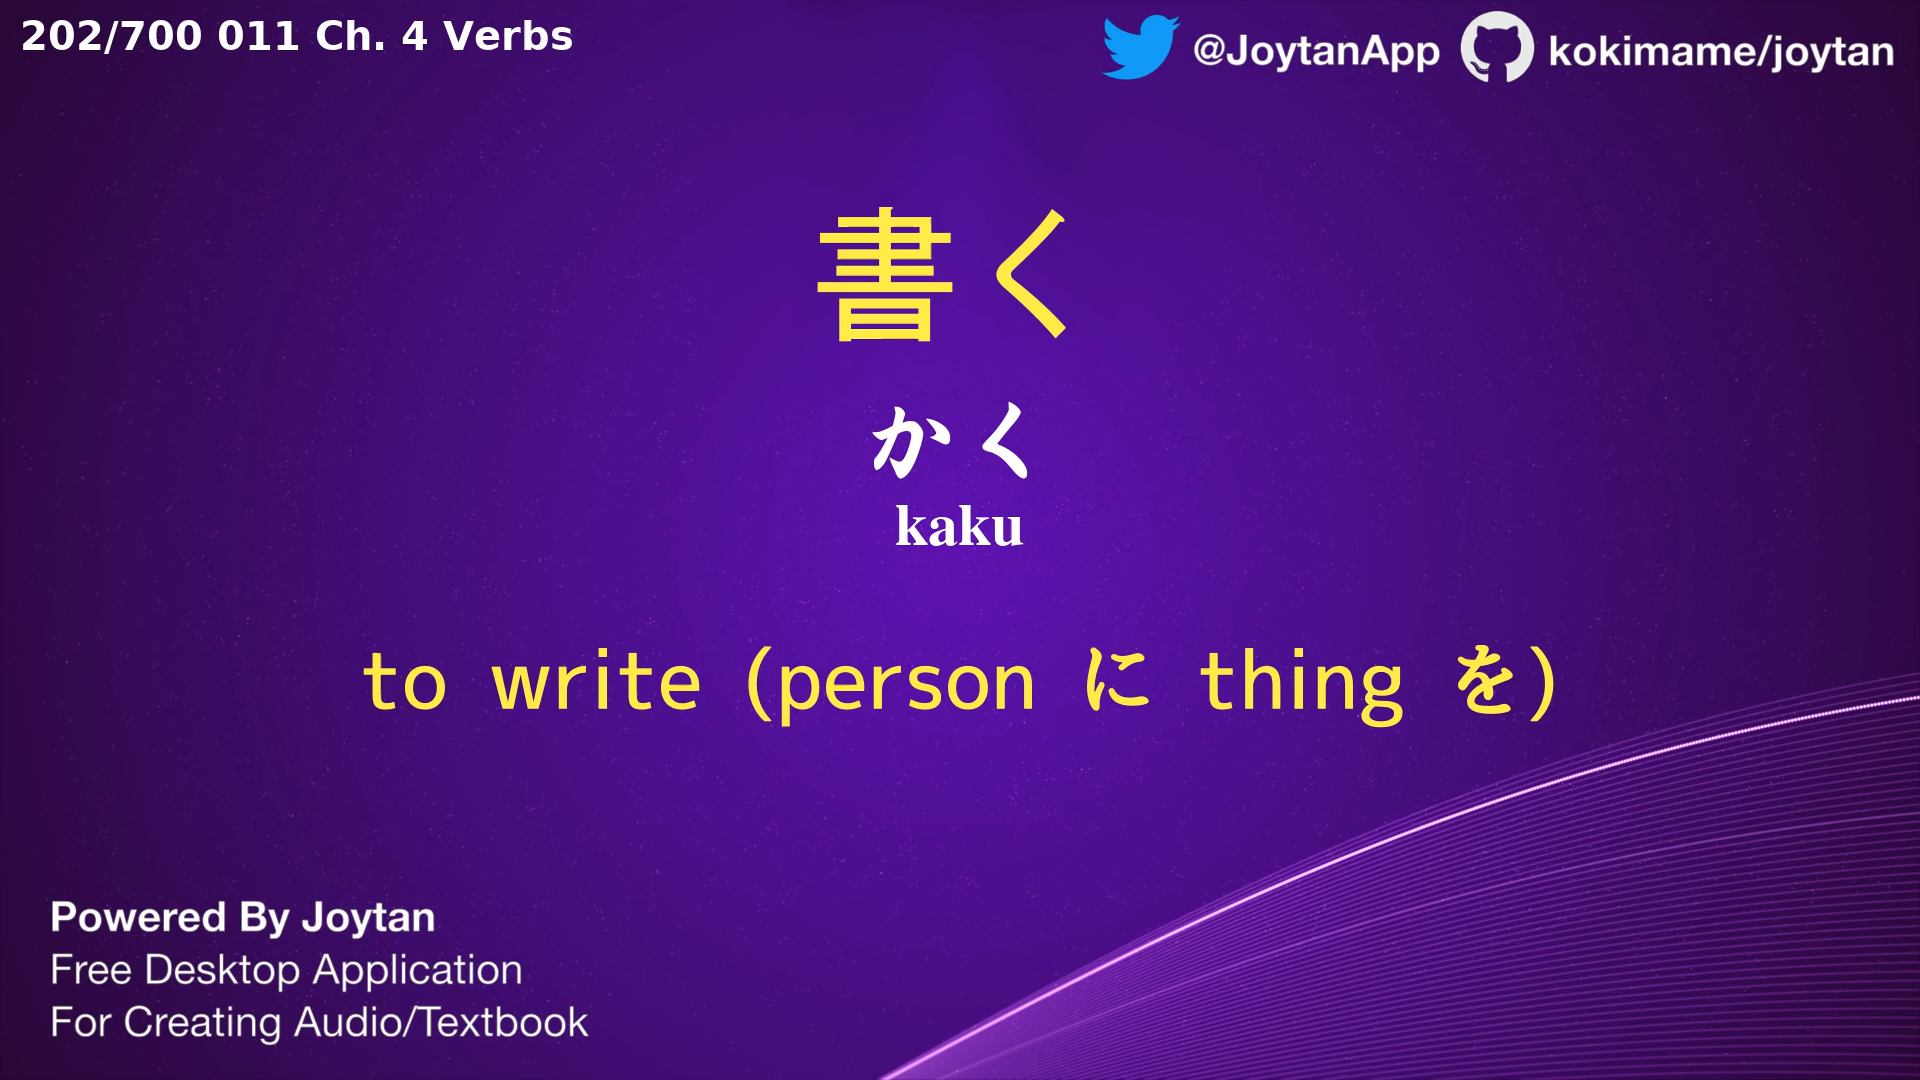 202/700 011 Ch. 4 Verbs
@JoytanApp kokimame/joytan
書く
かく
kaku
to write (person に thing を)
Powered By Joytan
Free Desktop Application
For Creating Audio/Textbook